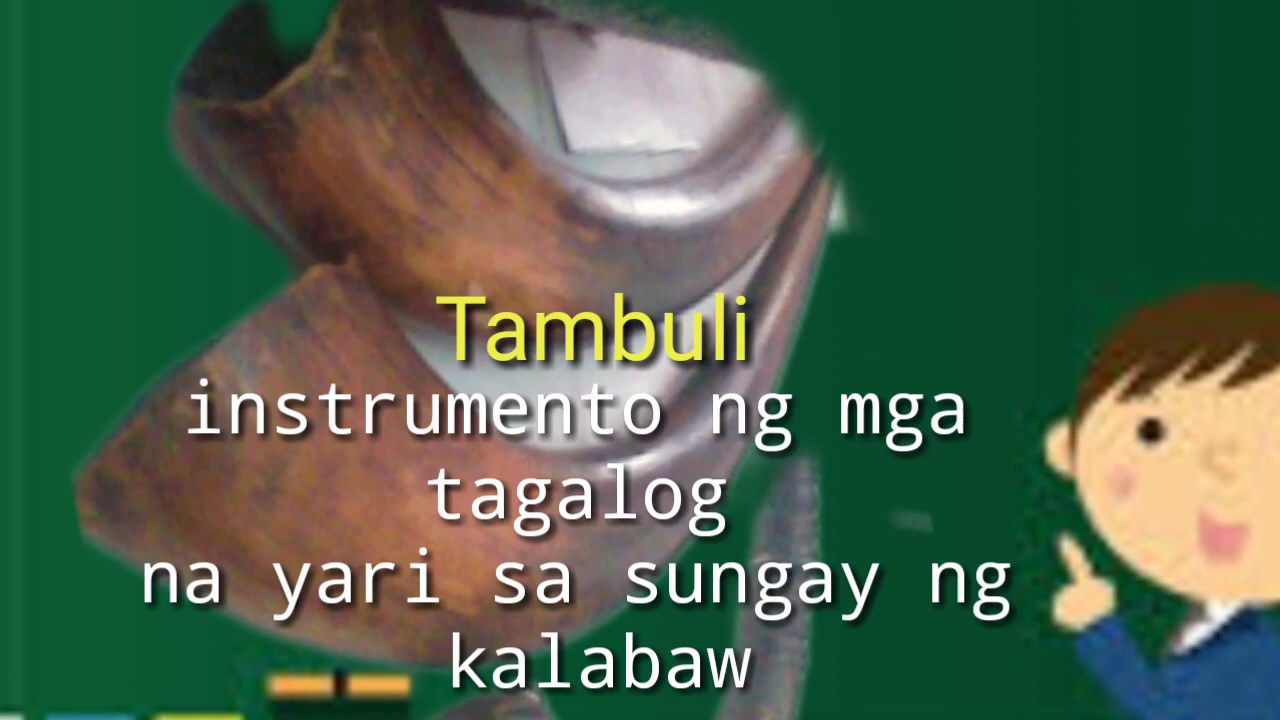 Tambuli
instrumento ng mga
tagalog
na yari sa sungay ng
kalabaw